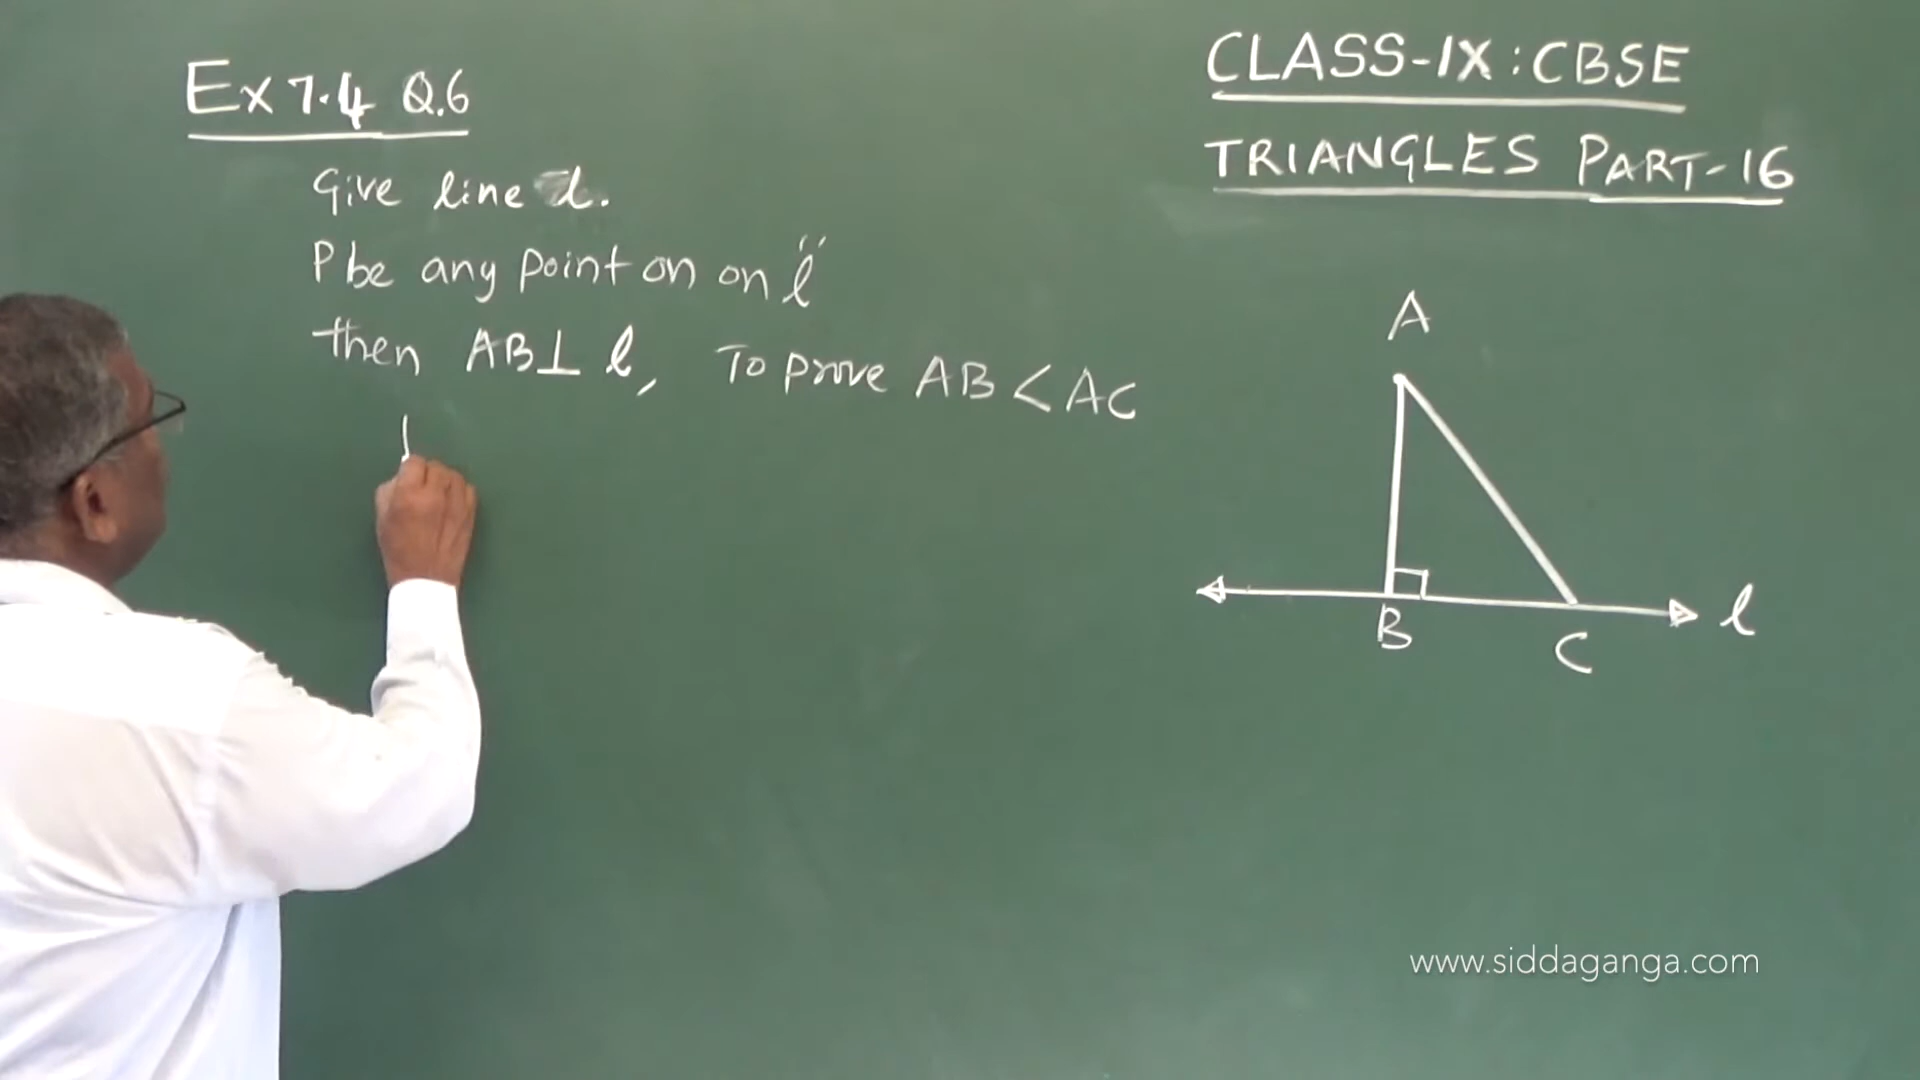 Ex 7.4 Q.6
Give line l.
P be any point on on "l
then AB⊥ l, To prove AB < AC
CLASS-IX : CBSE
TRIANGLES PART-16
A
B
C
l
www.siddaganga.com